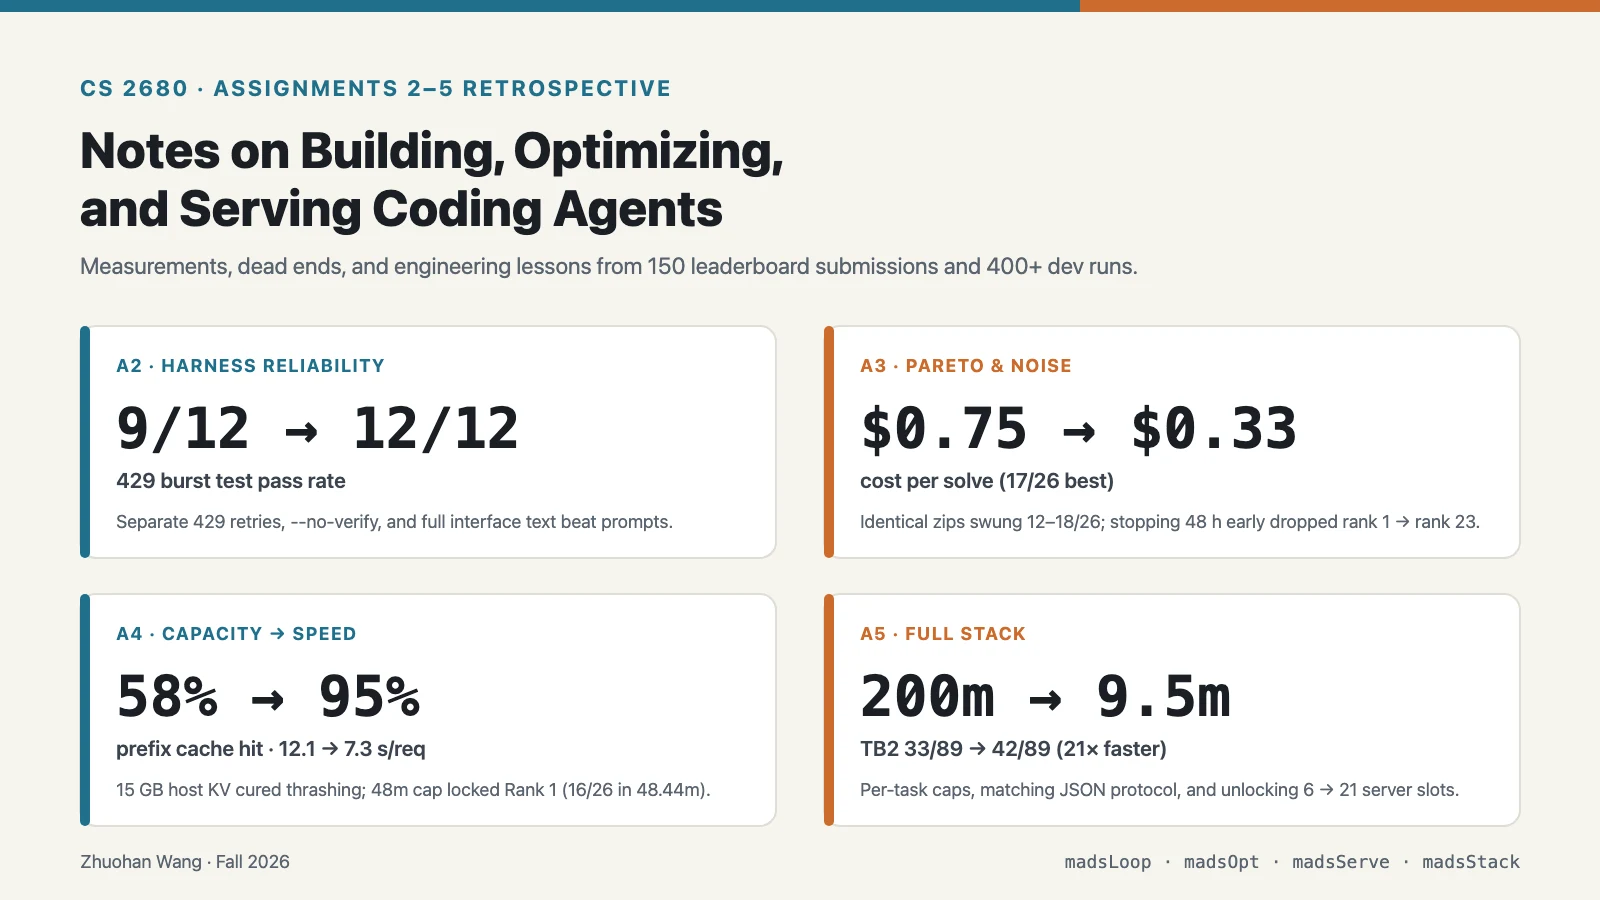 CS 2680 · ASSIGNMENTS 2–5 RETROSPECTIVE
Notes on Building, Optimizing,
and Serving Coding Agents
Measurements, dead ends, and engineering lessons from 150 leaderboard submissions and 400+ dev runs.
A2 · HARNESS RELIABILITY
9/12 → 12/12
429 burst test pass rate
Separate 429 retries, --no-verify, and full interface text beat prompts.
A3 · PARETO & NOISE
$0.75 → $0.33
cost per solve (17/26 best)
Identical zips swung 12–18/26; stopping 48 h early dropped rank 1 → rank 23.
A4 · CAPACITY → SPEED
58% → 95%
prefix cache hit · 12.1 → 7.3 s/req
15 GB host KV cured thrashing; 48m cap locked Rank 1 (16/26 in 48.44m).
A5 · FULL STACK
200m → 9.5m
TB2 33/89 → 42/89 (21× faster)
Per-task caps, matching JSON protocol, and unlocking 6 → 21 server slots.
Zhuohan Wang · Fall 2026
madsLoop · madsOpt · madsServe · madsStack